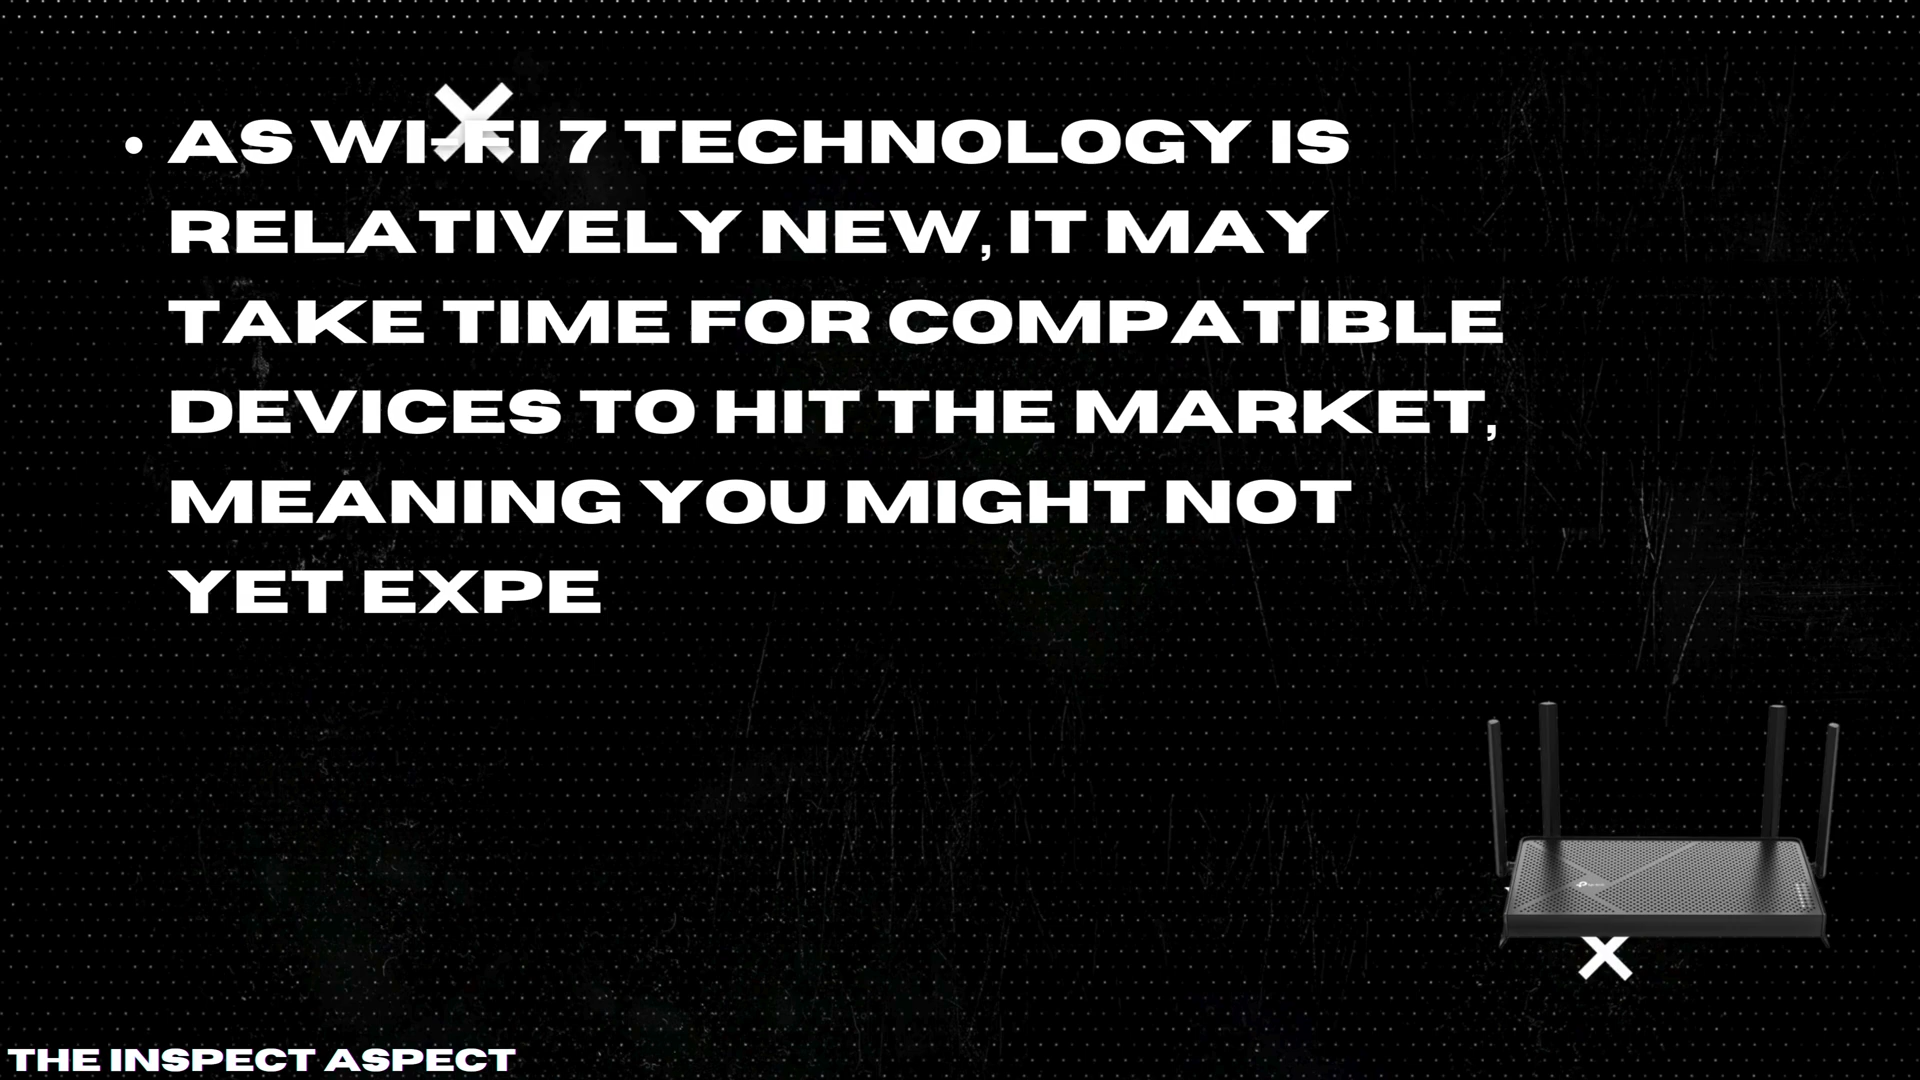 • AS WI-FI 7 TECHNOLOGY IS
RELATIVELY NEW, IT MAY
TAKE TIME FOR COMPATIBLE
DEVICES TO HIT THE MARKET,
MEANING YOU MIGHT NOT
YET EXPE
THE INSPECT ASPECT